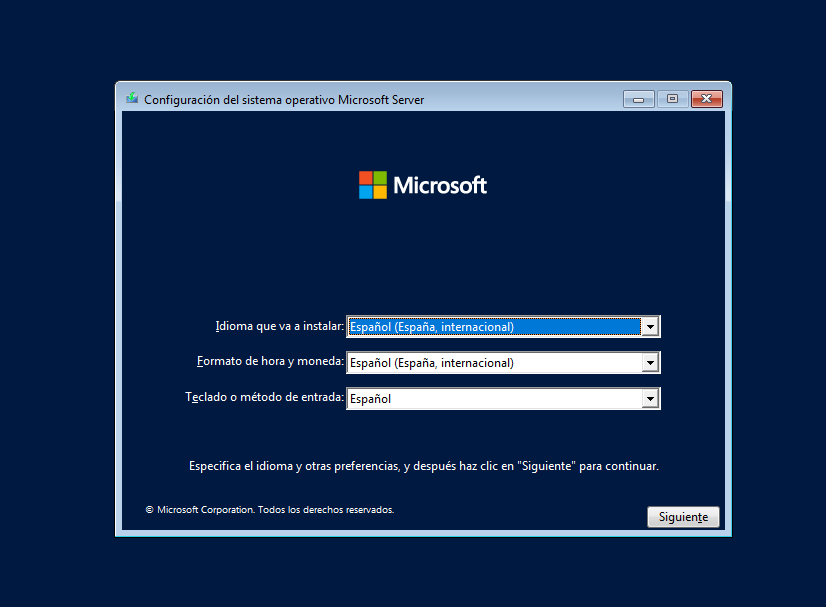 Configuración del sistema operativo Microsoft Server
Microsoft
Idioma que va a instalar: Español (España, internacional)
Formato de hora y moneda: Español (España, internacional)
Teclado o método de entrada: Español
Especifica el idioma y otras preferencias, y después haz clic en "Siguiente" para continuar.
© Microsoft Corporation. Todos los derechos reservados.
Siguiente